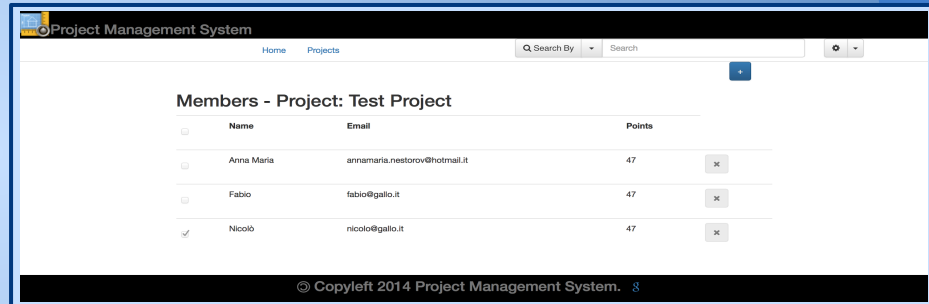 Project Management System
Home Projects Search By Search
+
Members - Project: Test Project
Name Email Points
Anna Maria annamaria.nestorov@hotmail.it 47
Fabio fabio@gallo.it 47
Nicolò nicolo@gallo.it 47
Copyleft 2014 Project Management System. 8